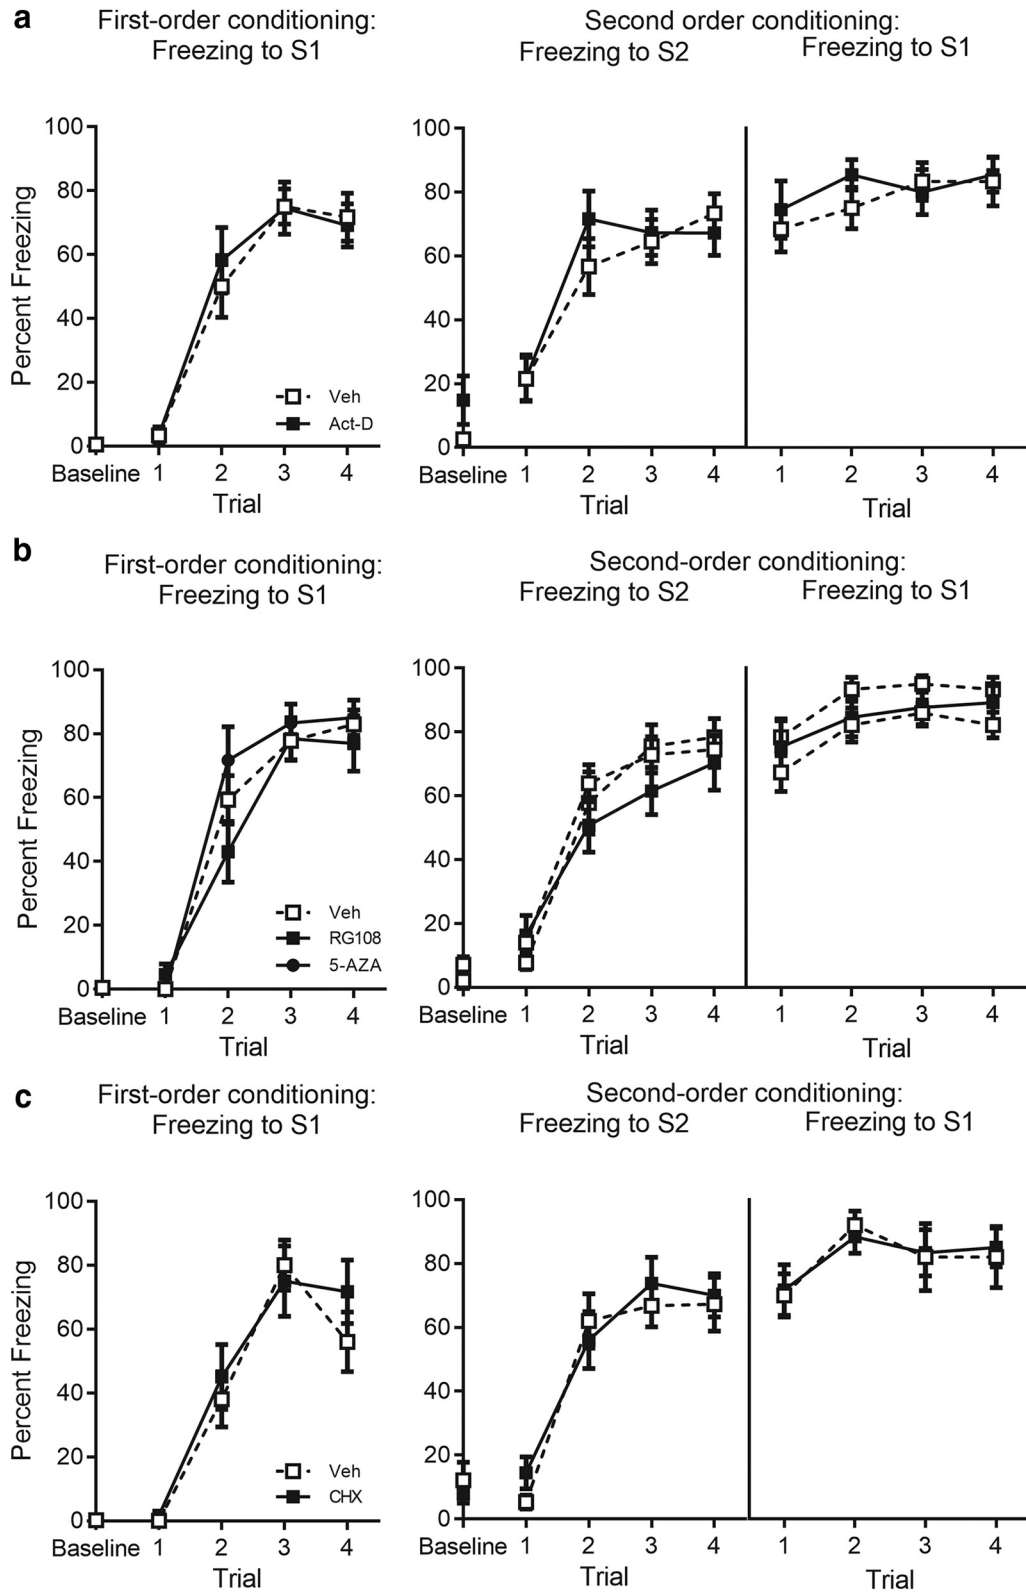 a
First-order conditioning:
Freezing to S1
Second order conditioning:
Freezing to S2
Freezing to S1
Percent Freezing
100
80
60
40
20
0
Veh
Act-D
Baseline 1 2 3 4
Trial
100
80
60
40
20
0
Baseline 1 2 3 4
Trial
1 2 3 4
Trial
b
First-order conditioning:
Freezing to S1
Second-order conditioning:
Freezing to S2
Freezing to S1
Percent Freezing
100
80
60
40
20
0
Veh
RG108
5-AZA
Baseline 1 2 3 4
Trial
100
80
60
40
20
0
Baseline 1 2 3 4
Trial
1 2 3 4
Trial
c
First-order conditioning:
Freezing to S1
Second-order conditioning:
Freezing to S2
Freezing to S1
Percent Freezing
100
80
60
40
20
0
Veh
CHX
Baseline 1 2 3 4
Trial
100
80
60
40
20
0
Baseline 1 2 3 4
Trial
1 2 3 4
Trial